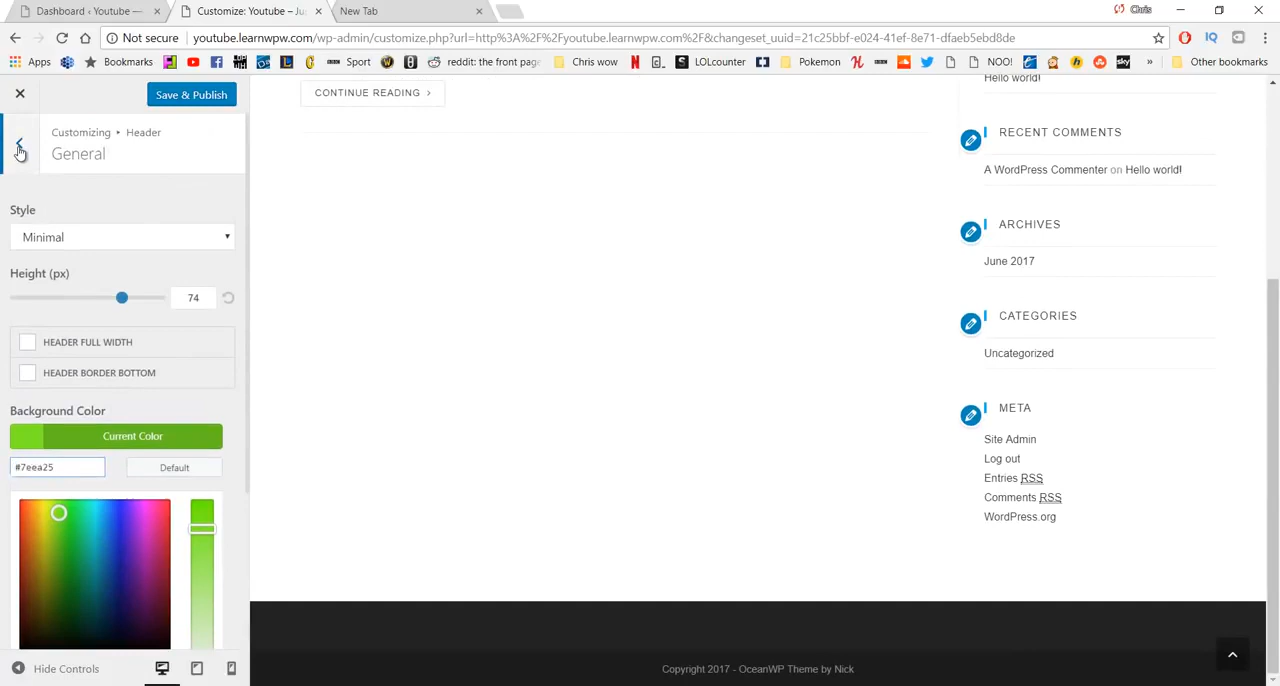 Dashboard ‹ Youtube —
Customize: Youtube – Ju
New Tab
Chris
Not secure
youtube.learnwpw.com/wp-admin/customize.php?url=http%3A%2F%2Fyoutube.learnwpw.com%2F&changeset_uuid=21c25bbf-e024-41ef-8e71-dfaeb5ebd8de
Apps
Bookmarks
Sport
reddit: the front page
Chris wow
LOLcounter
Pokemon
NOO!
sky
»
Other bookmarks
Save & Publish
Customizing ▸ Header
General
Style
Minimal
Height (px)
74
HEADER FULL WIDTH
HEADER BORDER BOTTOM
Background Color
Current Color
#7eea25
Default
Hide Controls
CONTINUE READING ›
Hello world!
RECENT COMMENTS
A WordPress Commenter on Hello world!
ARCHIVES
June 2017
CATEGORIES
Uncategorized
META
Site Admin
Log out
Entries RSS
Comments RSS
WordPress.org
Copyright 2017 - OceanWP Theme by Nick